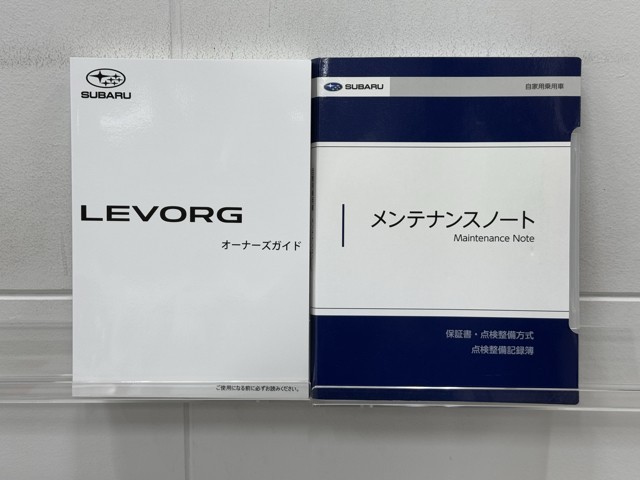 SUBARU
LEVORG
オーナーズガイド
ご使用になる前に必ずお読みください。
SUBARU
自家用乗用車
メンテナンスノート
Maintenance Note
保証書・点検整備方式
点検整備記録簿